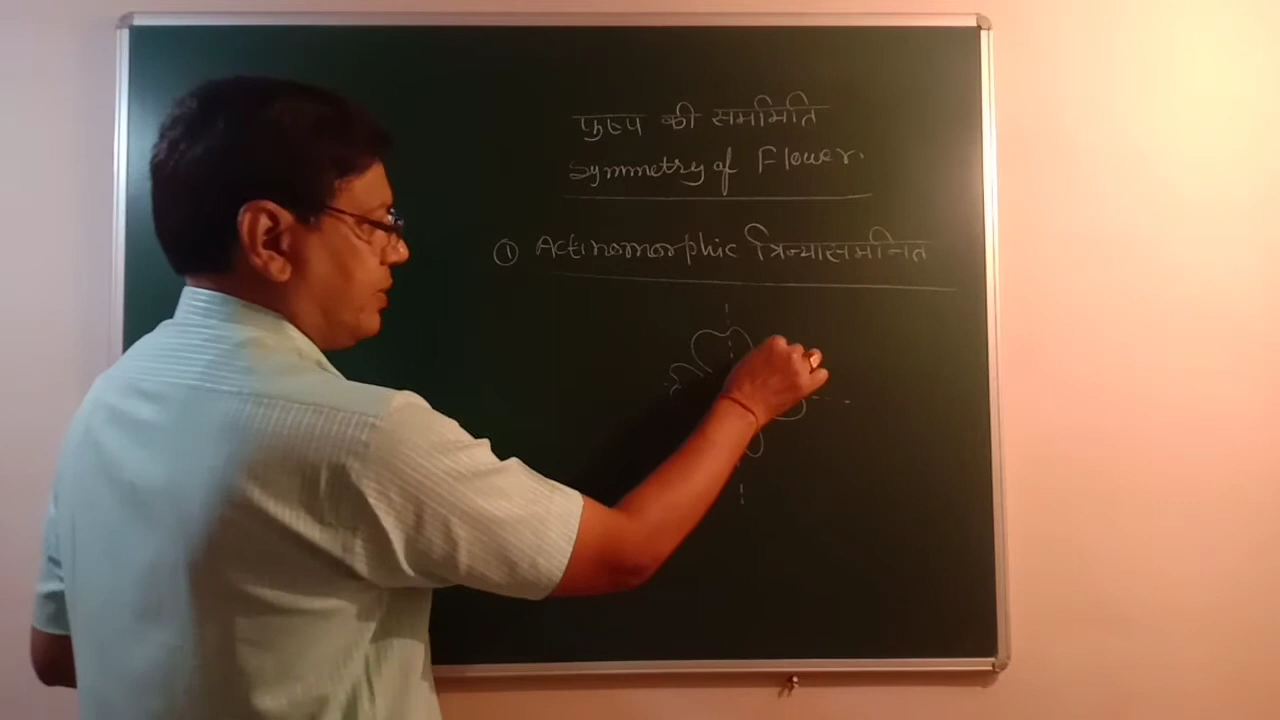 पुष्प की सममिति
Symmetry of Flower.
① Actinomorphic त्रिज्यासममित